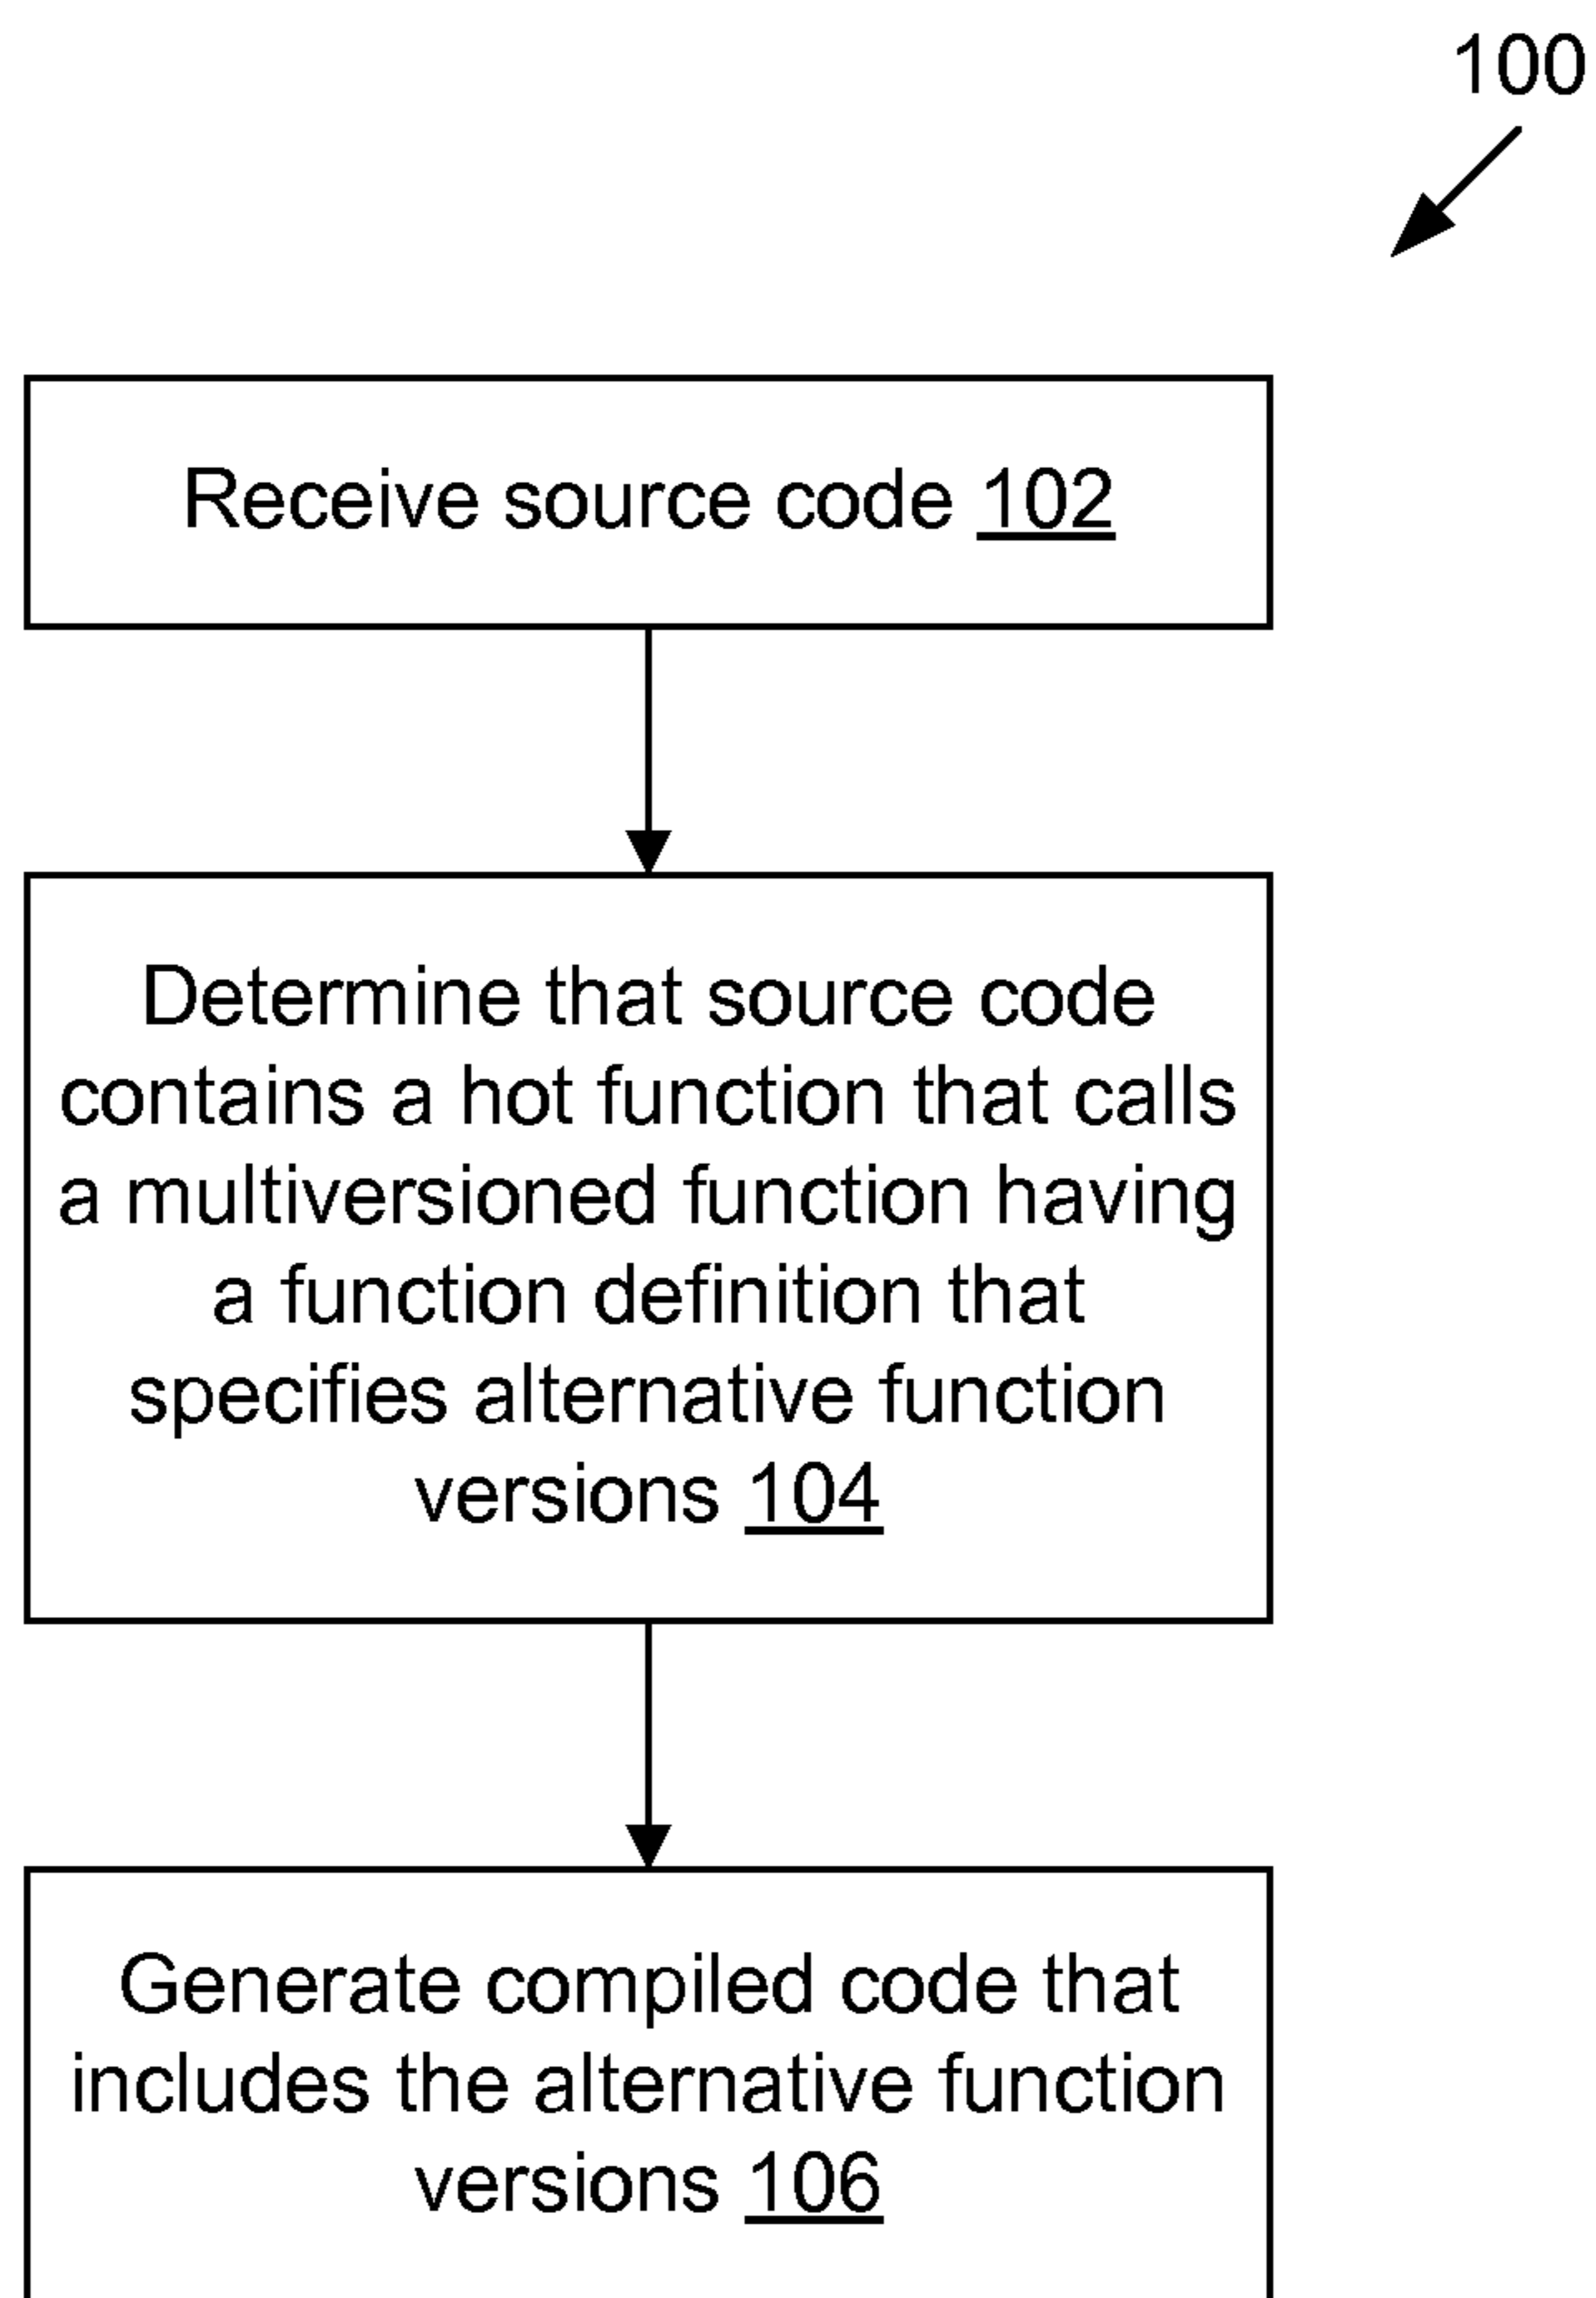 100
Receive source code 102
Determine that source code
contains a hot function that calls
a multiversioned function having
a function definition that
specifies alternative function
versions 104
Generate compiled code that
includes the alternative function
versions 106